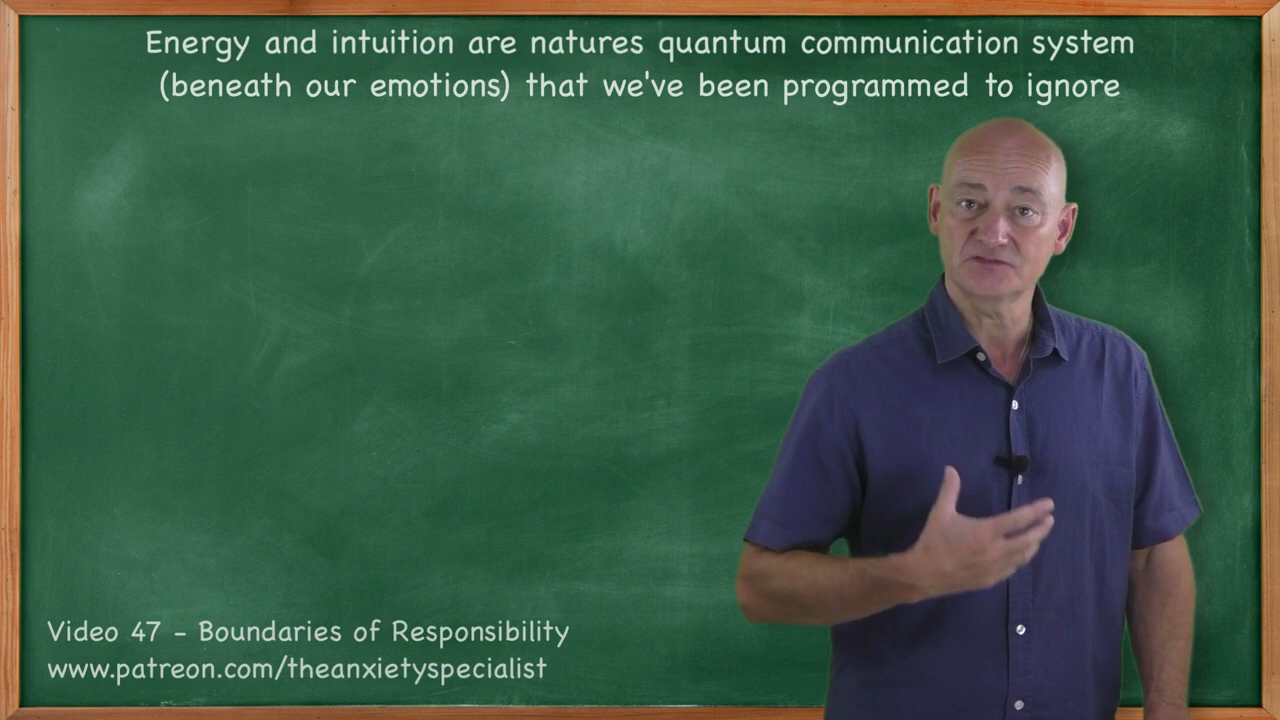 Energy and intuition are natures quantum communication system
(beneath our emotions) that we've been programmed to ignore
Video 47 - Boundaries of Responsibility
www.patreon.com/theanxietyspecialist